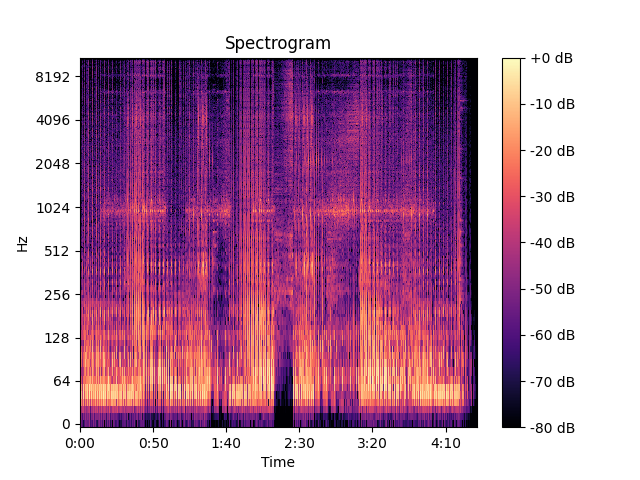 Spectrogram
8192
4096
2048
1024
512
256
128
64
0
Hz
0:00 0:50 1:40 2:30 3:20 4:10
Time
+0 dB
-10 dB
-20 dB
-30 dB
-40 dB
-50 dB
-60 dB
-70 dB
-80 dB